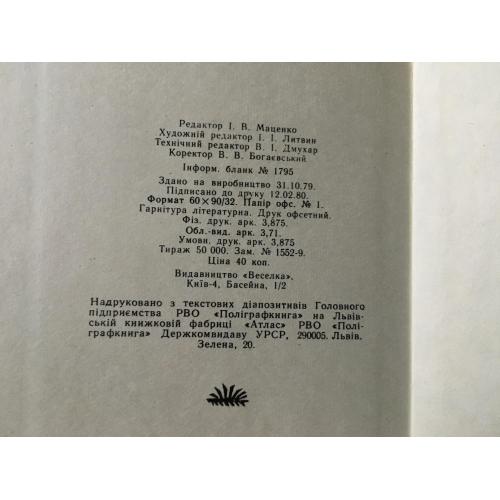 Редактор І. В. Маценко
Художній редактор І. І. Литвин
Технічний редактор В. І. Дмухар
Коректор В. В. Богаєвський
Інформ. бланк № 1795
Здано на виробництво 31.10.79.
Підписано до друку 12.02.80.
Формат 60×90/32. Папір офс. № 1.
Гарнітура літературна. Друк офсетний.
Фіз. друк. арк. 3,875.
Обл.-вид. арк. 3,71.
Умовн. друк. арк. 3,875
Тираж 50 000. Зам. № 1552-9.
Ціна 40 коп.
Видавництво «Веселка»,
Київ-4, Басейна, 1/2
Надруковано з текстових діапозитивів Головного
підприємства РВО «Поліграфкнига» на Львів-
ській книжковій фабриці «Атлас» РВО «Полі-
графкнига» Держкомвидаву УРСР, 290005. Львів.
Зелена, 20.